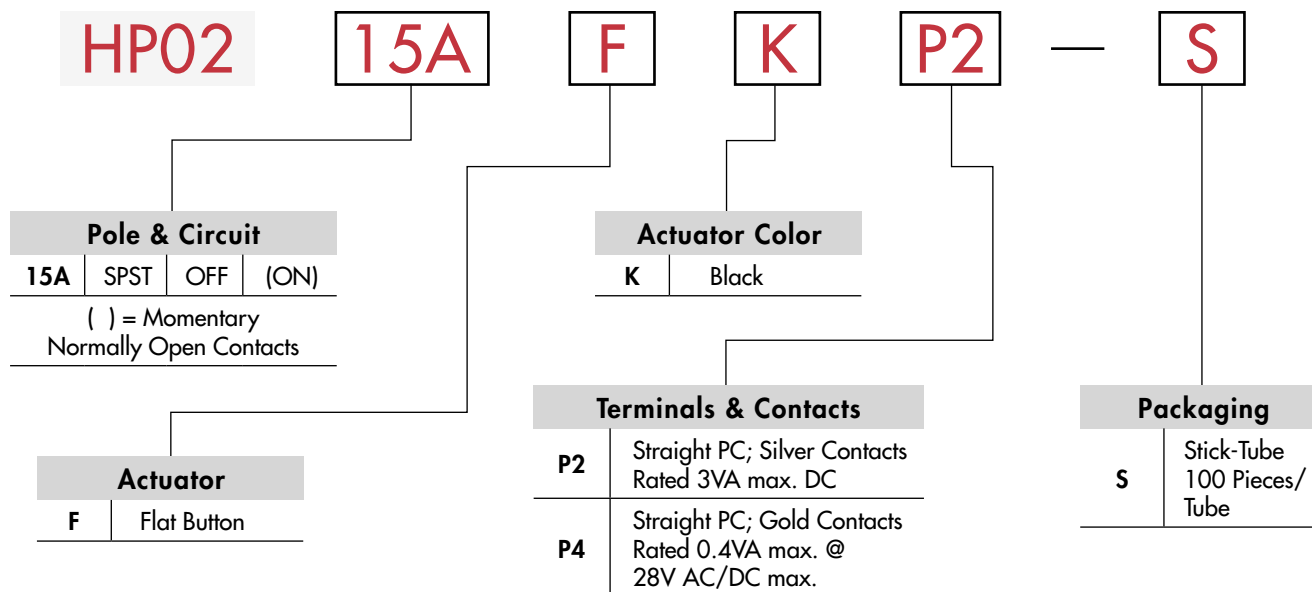 HP02 15A F K P2 — S
Pole & Circuit
15A SPST OFF (ON)
( ) = Momentary
Normally Open Contacts
Actuator
F Flat Button
Actuator Color
K Black
Terminals & Contacts
P2 Straight PC; Silver Contacts
Rated 3VA max. DC
P4 Straight PC; Gold Contacts
Rated 0.4VA max. @
28V AC/DC max.
Packaging
S Stick-Tube
100 Pieces/
Tube